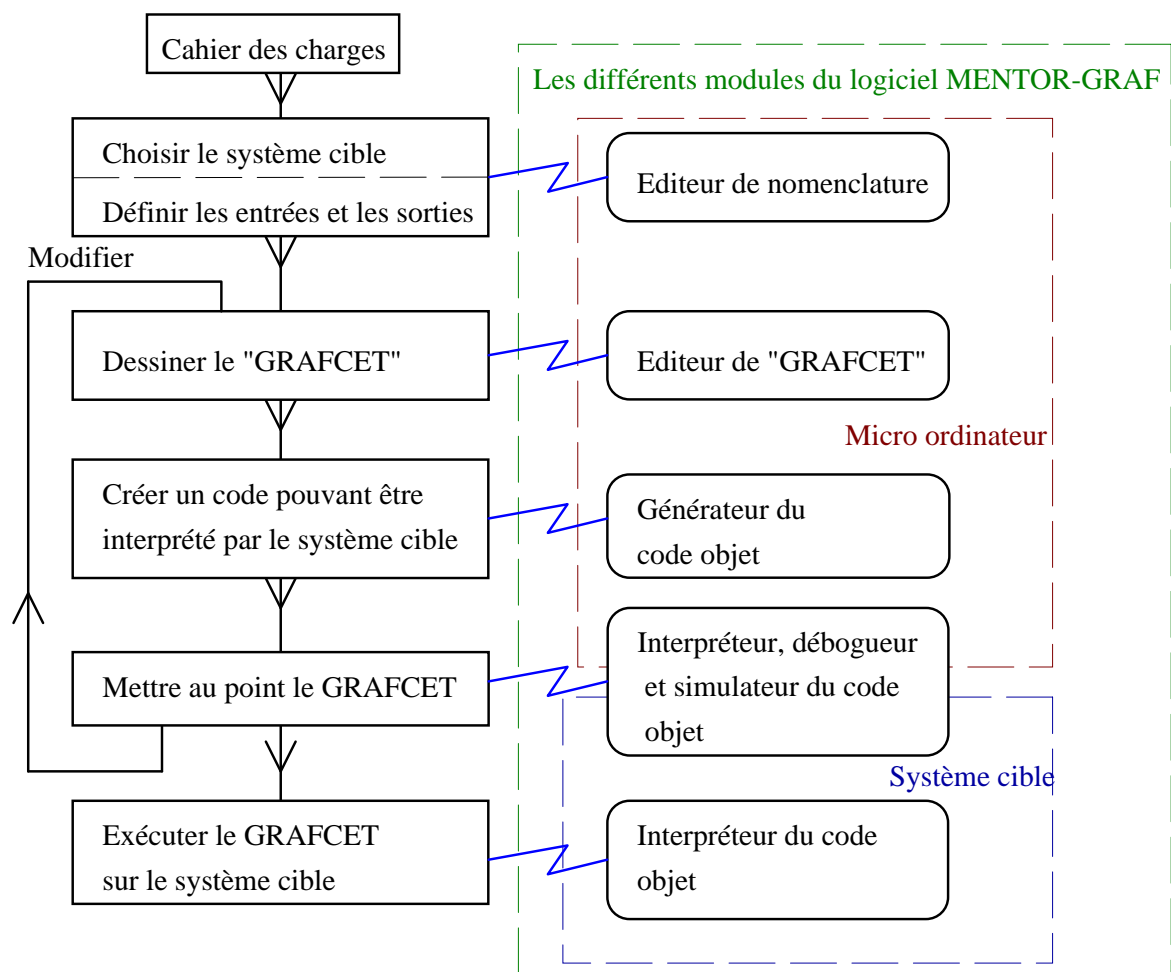 Cahier des charges
Les différents modules du logiciel MENTOR-GRAF
Choisir le système cible
Définir les entrées et les sorties
Editeur de nomenclature
Modifier
Dessiner le "GRAFCET"
Editeur de "GRAFCET"
Micro ordinateur
Créer un code pouvant être
interprété par le système cible
Générateur du
code objet
Mettre au point le GRAFCET
Interpréteur, débogueur
et simulateur du code
objet
Système cible
Exécuter le GRAFCET
sur le système cible
Interpréteur du code
objet